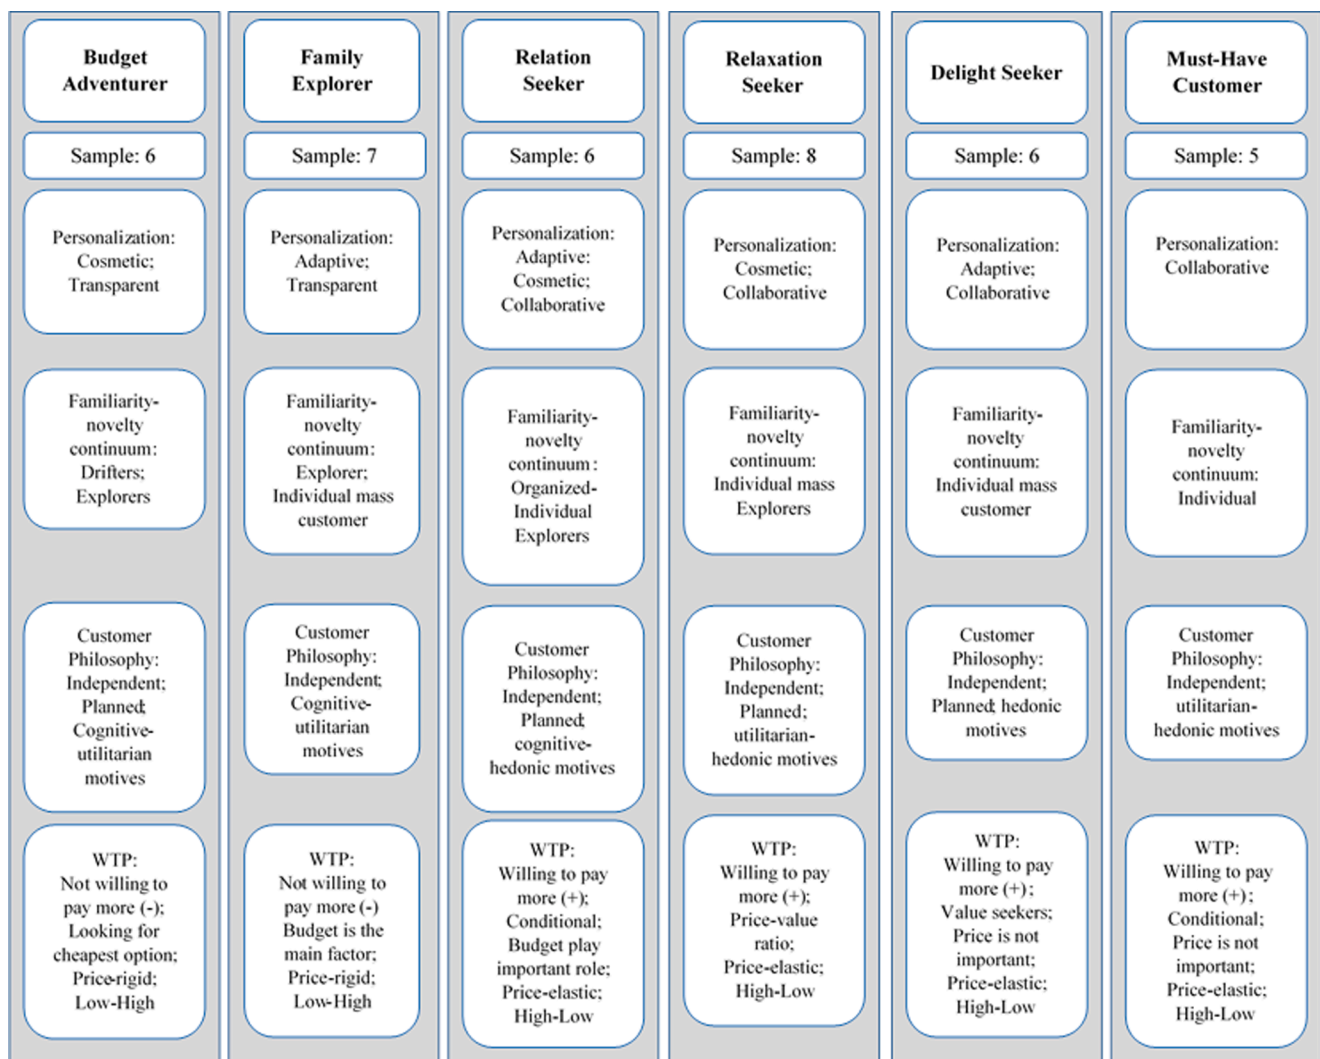 Budget
Adventurer
Sample: 6
Personalization:
Cosmetic;
Transparent
Familiarity-
novelty
continuum:
Drifters;
Explorers
Customer
Philosophy:
Independent;
Planned;
Cognitive-
utilitarian
motives
WTP:
Not willing to
pay more (-);
Looking for
cheapest option;
Price-rigid;
Low-High
Family
Explorer
Sample: 7
Personalization:
Adaptive;
Transparent
Familiarity-
novelty
continuum:
Explorer;
Individual mass
customer
Customer
Philosophy:
Independent;
Cognitive-
utilitarian
motives
WTP:
Not willing to
pay more (-)
Budget is the
main factor;
Price-rigid;
Low-High
Relation
Seeker
Sample: 6
Personalization:
Adaptive:
Cosmetic;
Collaborative
Familiarity-
novelty
continuum:
Organized-
Individual
Explorers
Customer
Philosophy:
Independent;
Planned;
cognitive-
hedonic motives
WTP:
Willing to pay
more (+);
Conditional;
Budget play
important role;
Price-elastic;
High-Low
Relaxation
Seeker
Sample: 8
Personalization:
Cosmetic;
Collaborative
Familiarity-
novelty
continuum:
Individual mass
Explorers
Customer
Philosophy:
Independent;
Planned;
utilitarian-
hedonic motives
WTP:
Willing to pay
more (+);
Price-value
ratio;
Price-elastic;
High-Low
Delight Seeker
Sample: 6
Personalization:
Adaptive;
Collaborative
Familiarity-
novelty
continuum:
Individual mass
customer
Customer
Philosophy:
Independent;
Planned; hedonic
motives
WTP:
Willing to pay
more (+);
Value seekers;
Price is not
important;
Price-elastic;
High-Low
Must-Have
Customer
Sample: 5
Personalization:
Collaborative
Familiarity-
novelty
continuum:
Individual
Customer
Philosophy:
Independent;
utilitarian-
hedonic motives
WTP:
Willing to pay
more (+);
Conditional;
Price is not
important;
Price-elastic;
High-Low